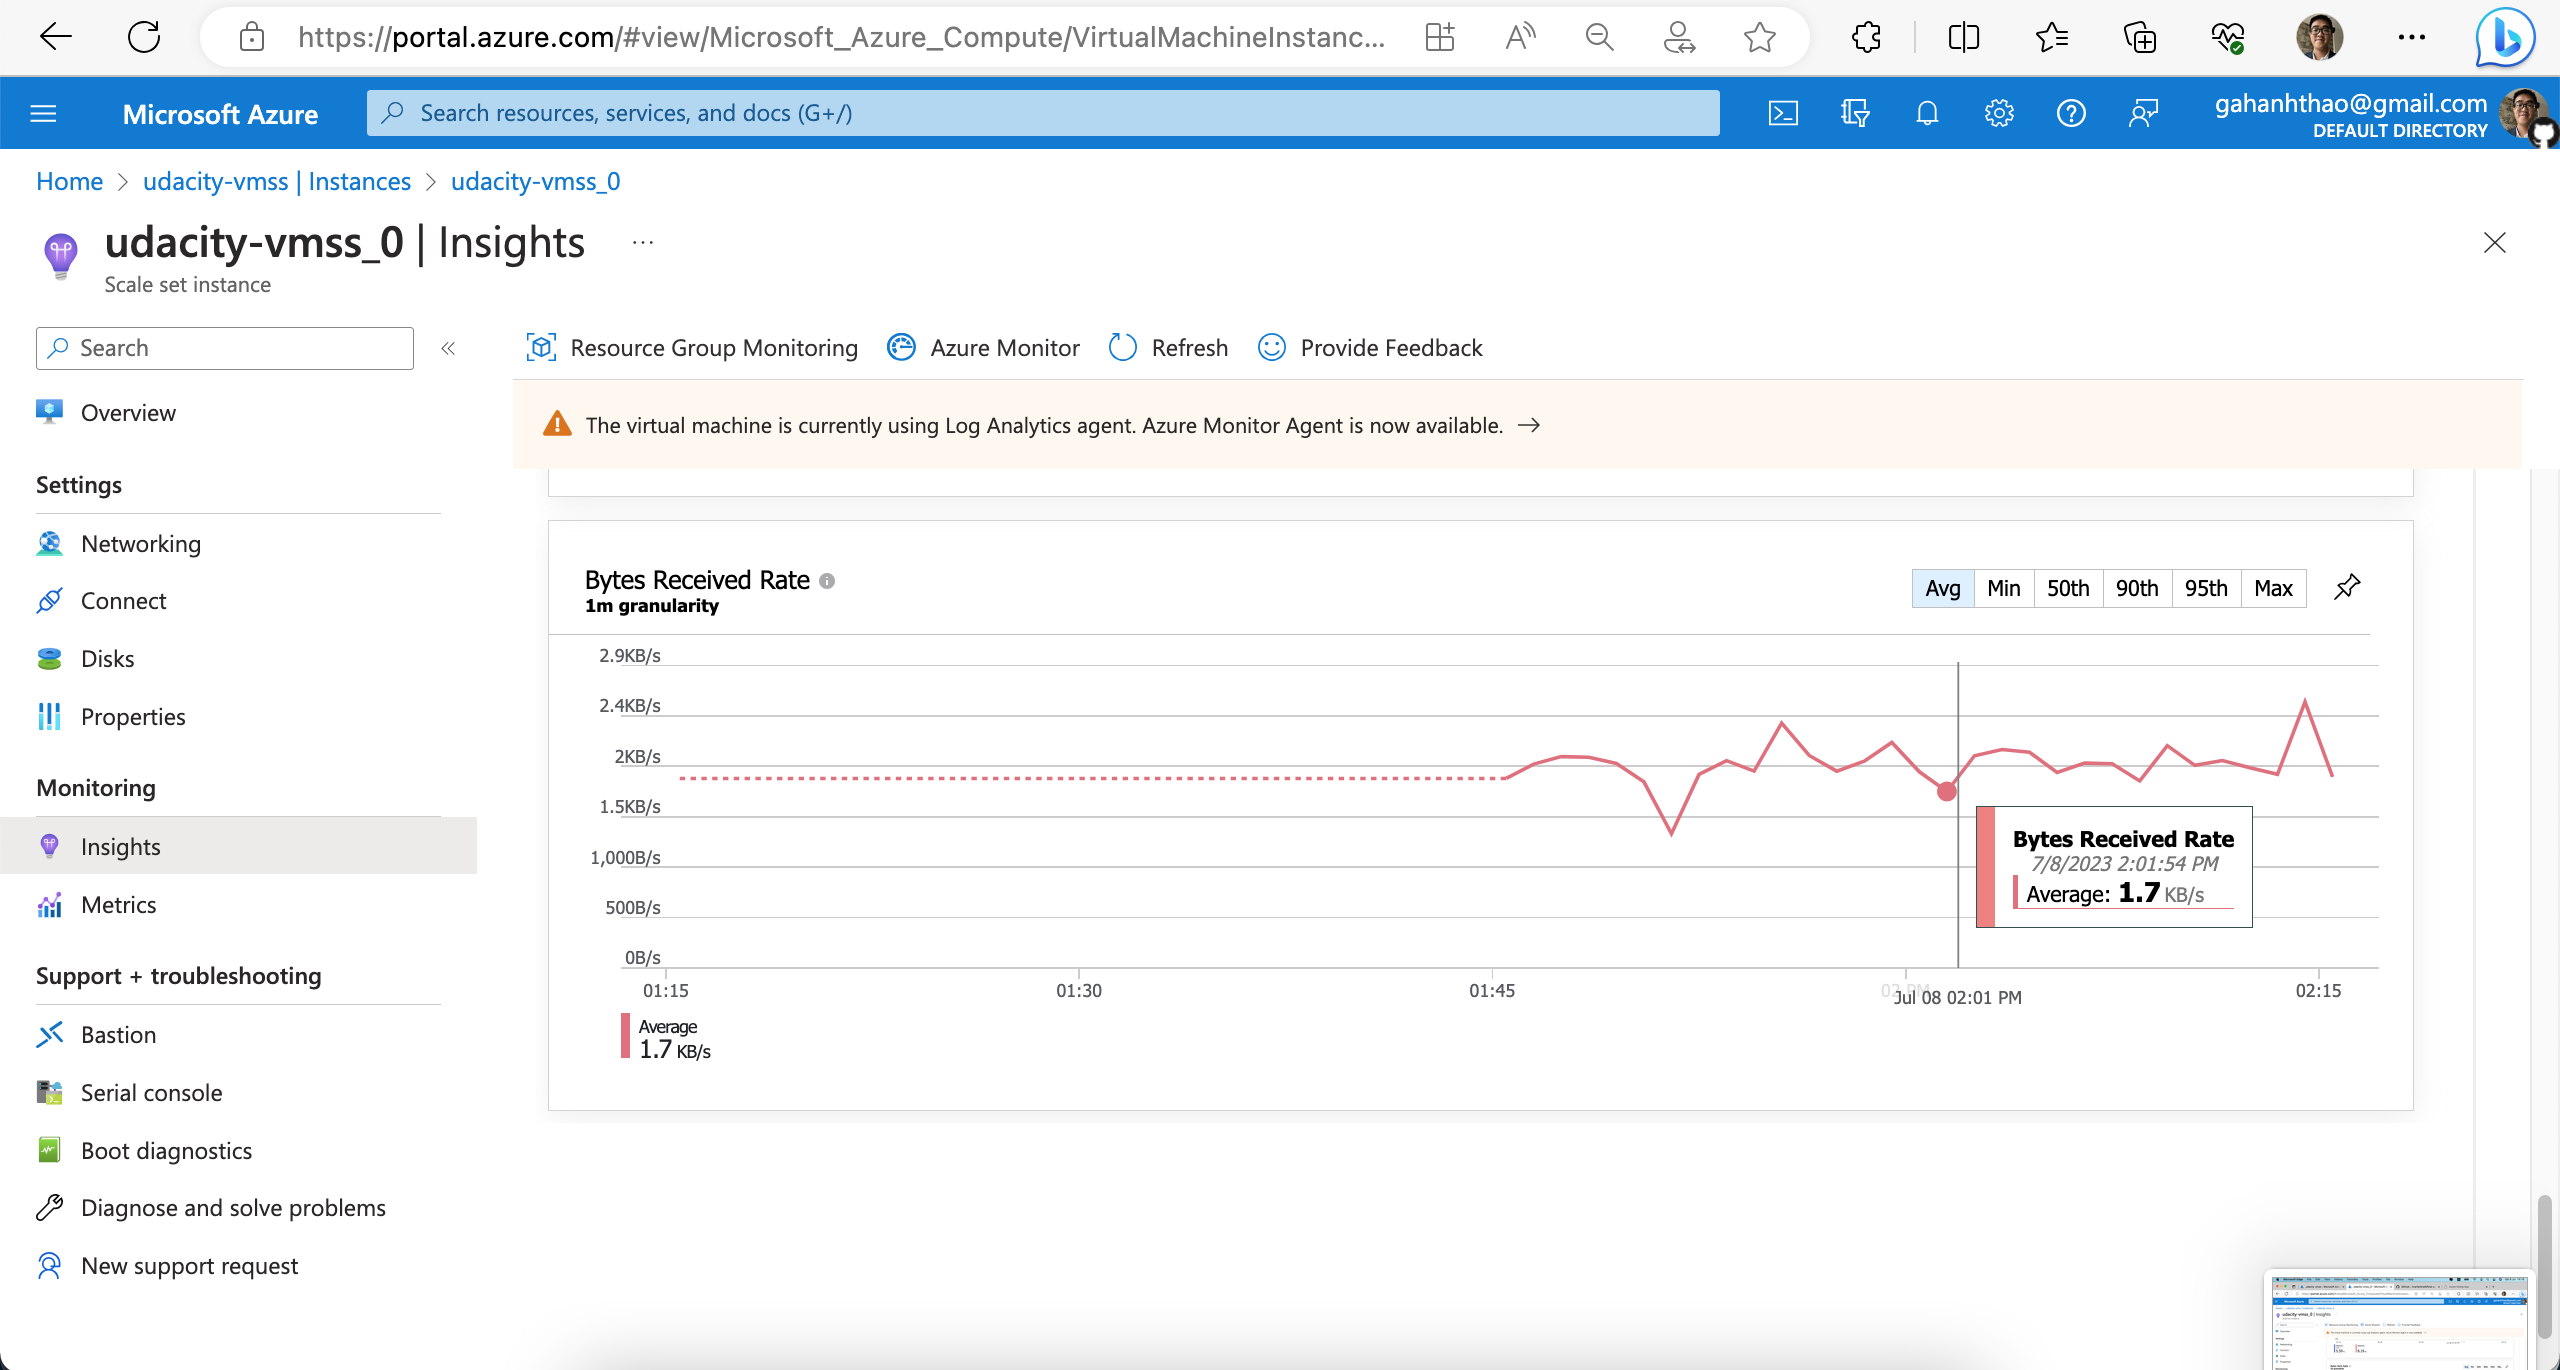 https://portal.azure.com/#view/Microsoft_Azure_Compute/VirtualMachineInstanc...
Microsoft Azure
Search resources, services, and docs (G+/)
gahanhthao@gmail.com
DEFAULT DIRECTORY
Home > udacity-vmss | Instances > udacity-vmss_0
udacity-vmss_0 | Insights ...
Scale set instance
Search
«
Overview
Settings
Networking
Connect
Disks
Properties
Monitoring
Insights
Metrics
Support + troubleshooting
Bastion
Serial console
Boot diagnostics
Diagnose and solve problems
New support request
Resource Group Monitoring
Azure Monitor
Refresh
Provide Feedback
The virtual machine is currently using Log Analytics agent. Azure Monitor Agent is now available. →
Bytes Received Rate
1m granularity
Avg Min 50th 90th 95th Max
2.9KB/s
2.4KB/s
2KB/s
1.5KB/s
1,000B/s
500B/s
0B/s
01:15 01:30 01:45 02 PM 02:15
Jul 08 02:01 PM
Bytes Received Rate
7/8/2023 2:01:54 PM
Average: 1.7 KB/s
Average
1.7 KB/s